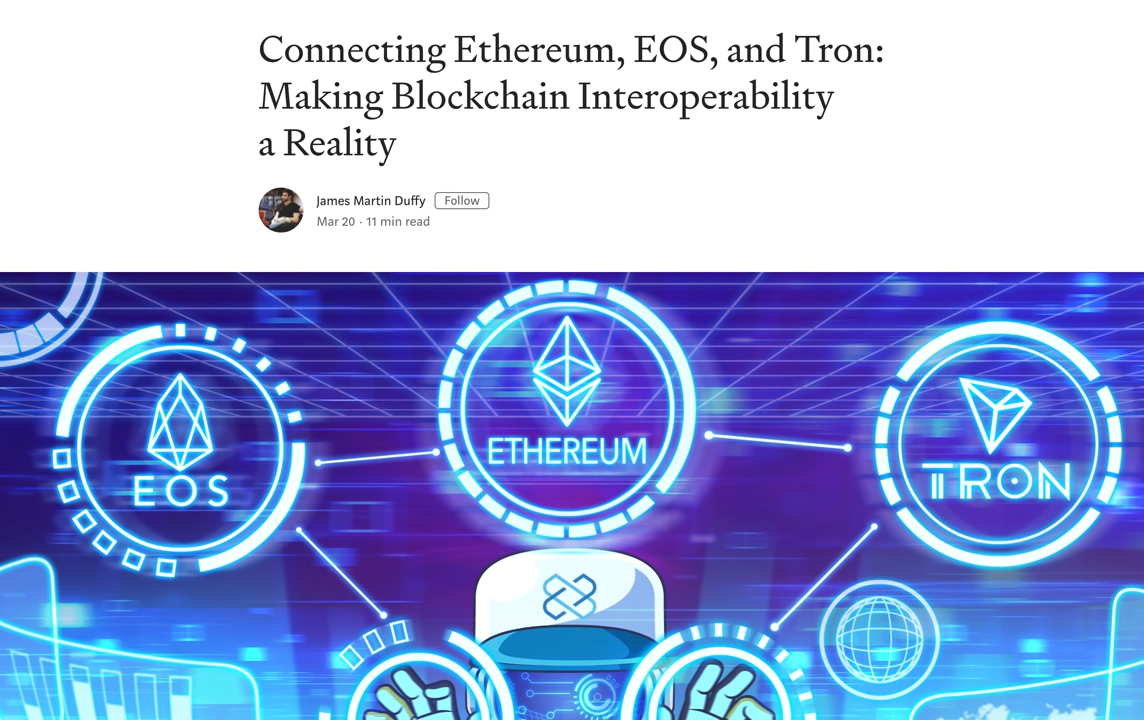 Connecting Ethereum, EOS, and Tron:
Making Blockchain Interoperability
a Reality
James Martin Duffy Follow
Mar 20 · 11 min read
EOS
ETHEREUM
TRON